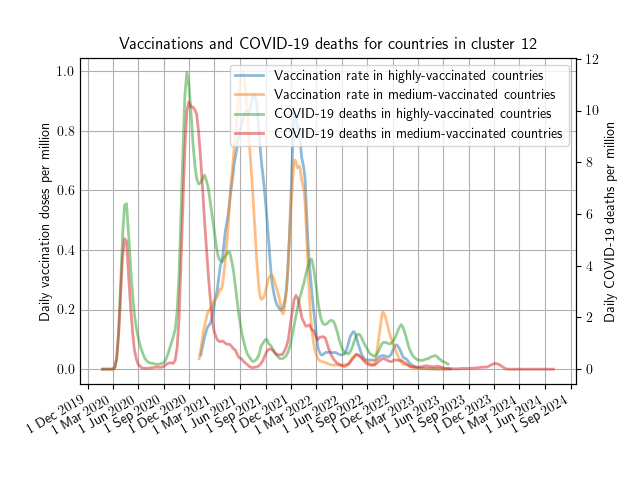 Vaccinations and COVID-19 deaths for countries in cluster 12
Vaccination rate in highly-vaccinated countries
Vaccination rate in medium-vaccinated countries
COVID-19 deaths in highly-vaccinated countries
COVID-19 deaths in medium-vaccinated countries
Daily vaccination doses per million
1.0
0.8
0.6
0.4
0.2
0.0
12
10
8
6
4
2
0
Daily COVID-19 deaths per million
1 Dec 2019
1 Mar 2020
1 Jun 2020
1 Sep 2020
1 Dec 2020
1 Mar 2021
1 Jun 2021
1 Sep 2021
1 Dec 2021
1 Mar 2022
1 Jun 2022
1 Sep 2022
1 Dec 2022
1 Mar 2023
1 Jun 2023
1 Sep 2023
1 Dec 2023
1 Mar 2024
1 Jun 2024
1 Sep 2024